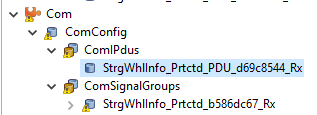 Com
ComConfig
ComIPdus
StrgWhlInfo_Prtctd_PDU_d69c8544_Rx
ComSignalGroups
StrgWhlInfo_Prtctd_b586dc67_Rx